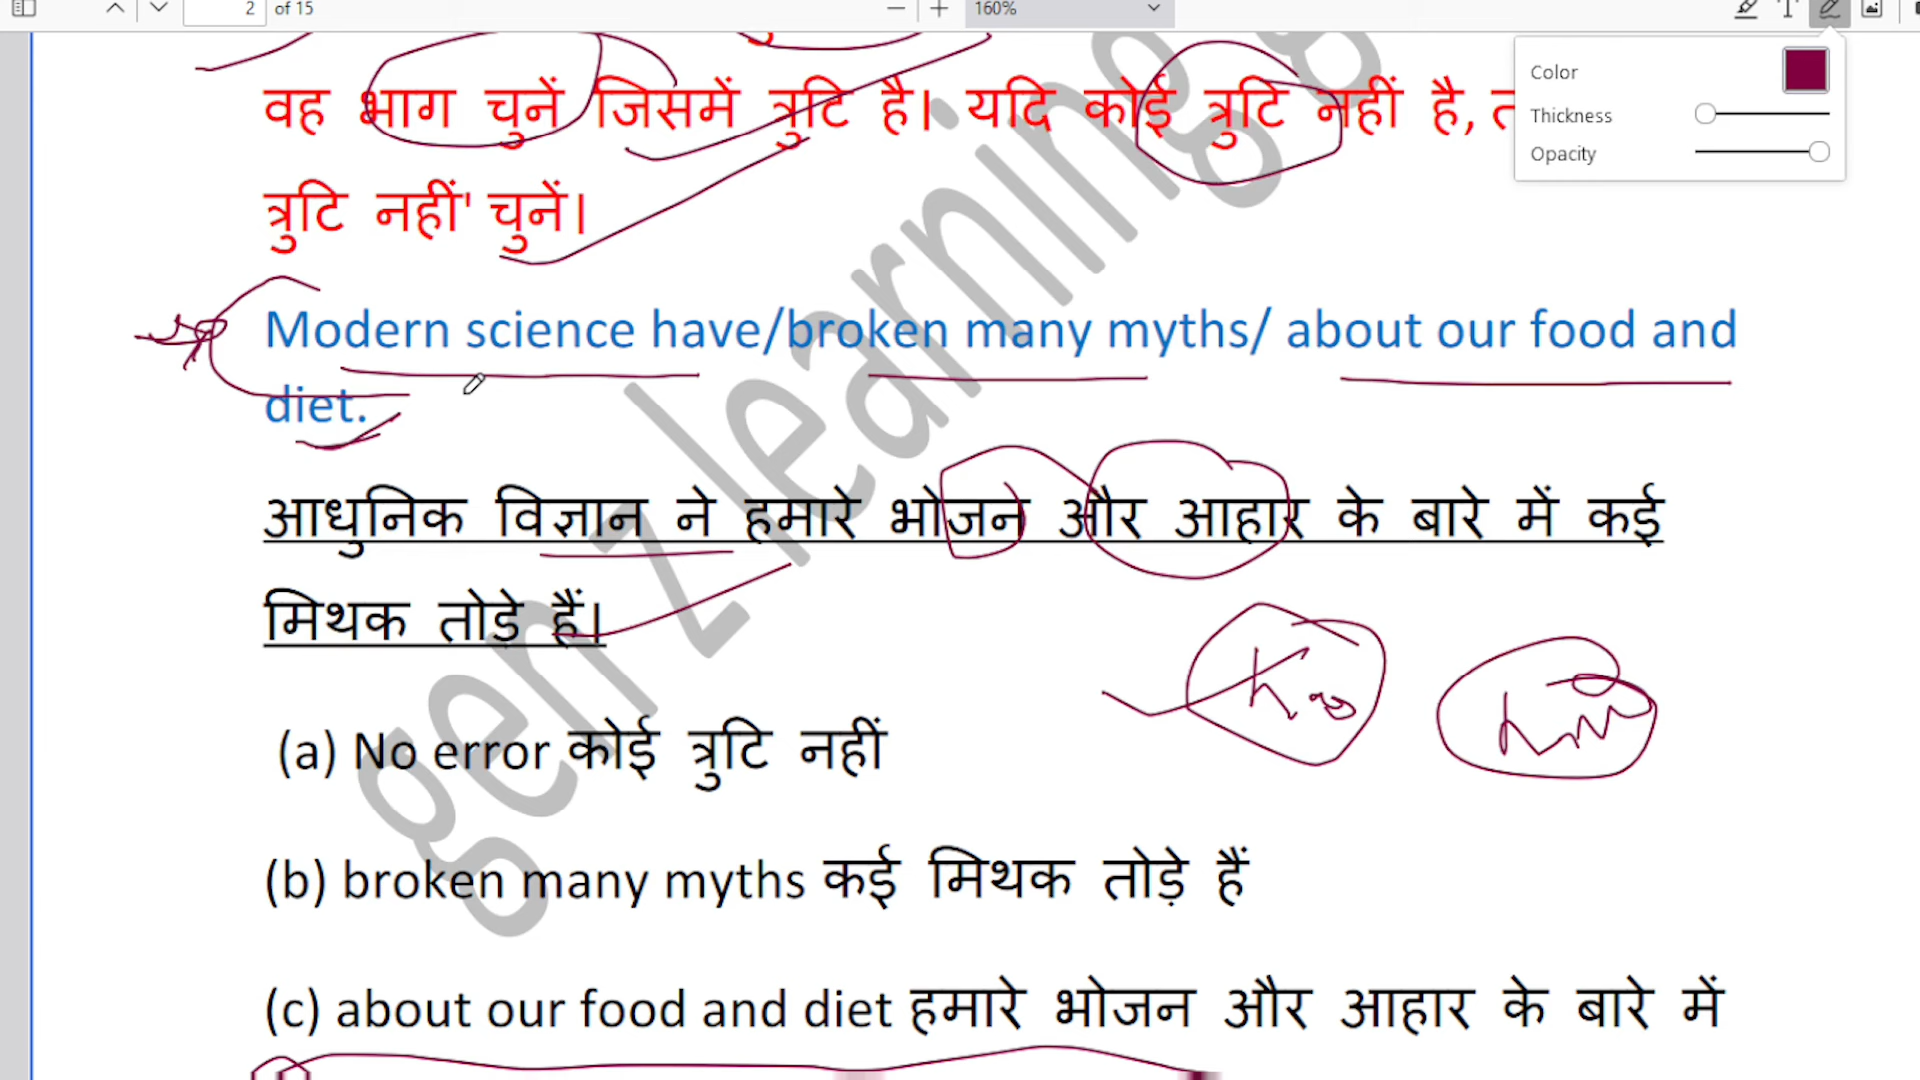 2 of 15
160%
Color
Thickness
Opacity
वह भाग चुनें जिसमें त्रुटि है। यदि कोई त्रुटि नहीं है, त
त्रुटि नहीं' चुनें।
Modern science have/broken many myths/ about our food and
diet.
आधुनिक विज्ञान ने हमारे भोजन और आहार के बारे में कई
मिथक तोड़े हैं।
(a) No error कोई त्रुटि नहीं
(b) broken many myths कई मिथक तोड़े हैं
(c) about our food and diet हमारे भोजन और आहार के बारे में
gen z learning